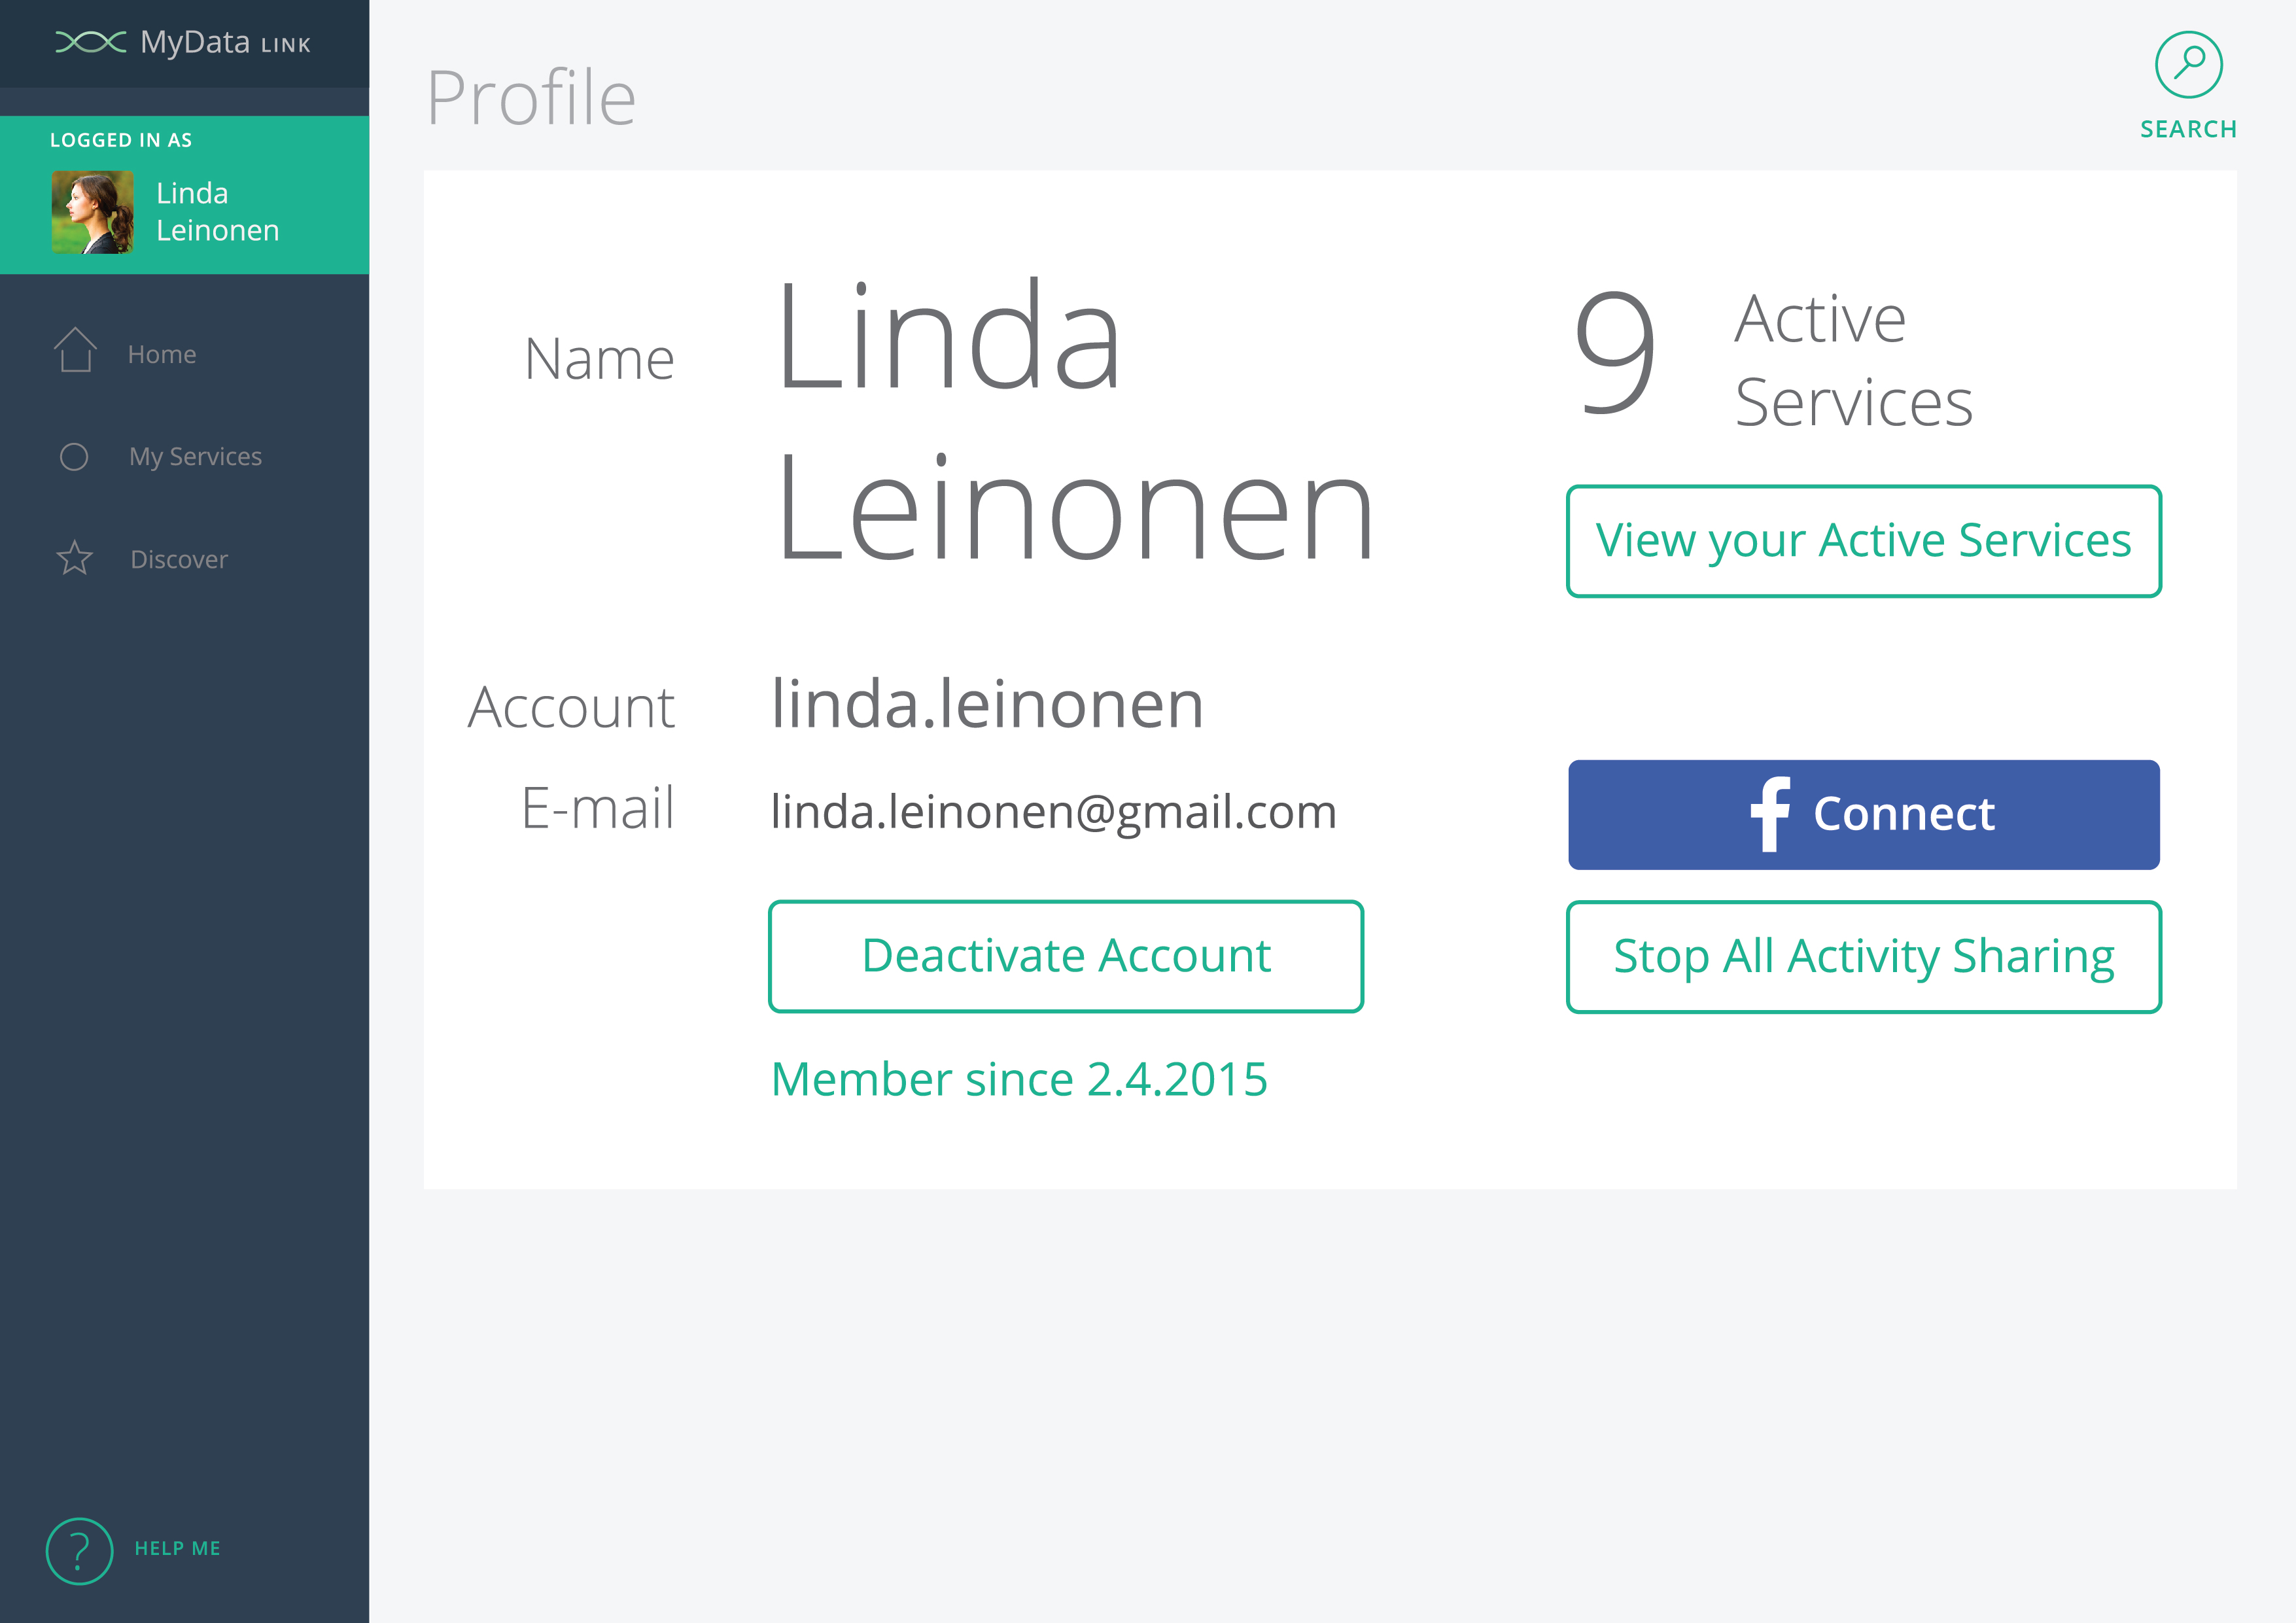 MyData LINK
LOGGED IN AS
Linda
Leinonen
Home
My Services
Discover
? HELP ME
Profile
SEARCH
Name
Linda
Leinonen
Account
linda.leinonen
E-mail
linda.leinonen@gmail.com
Deactivate Account
Member since 2.4.2015
9
Active
Services
View your Active Services
f Connect
Stop All Activity Sharing